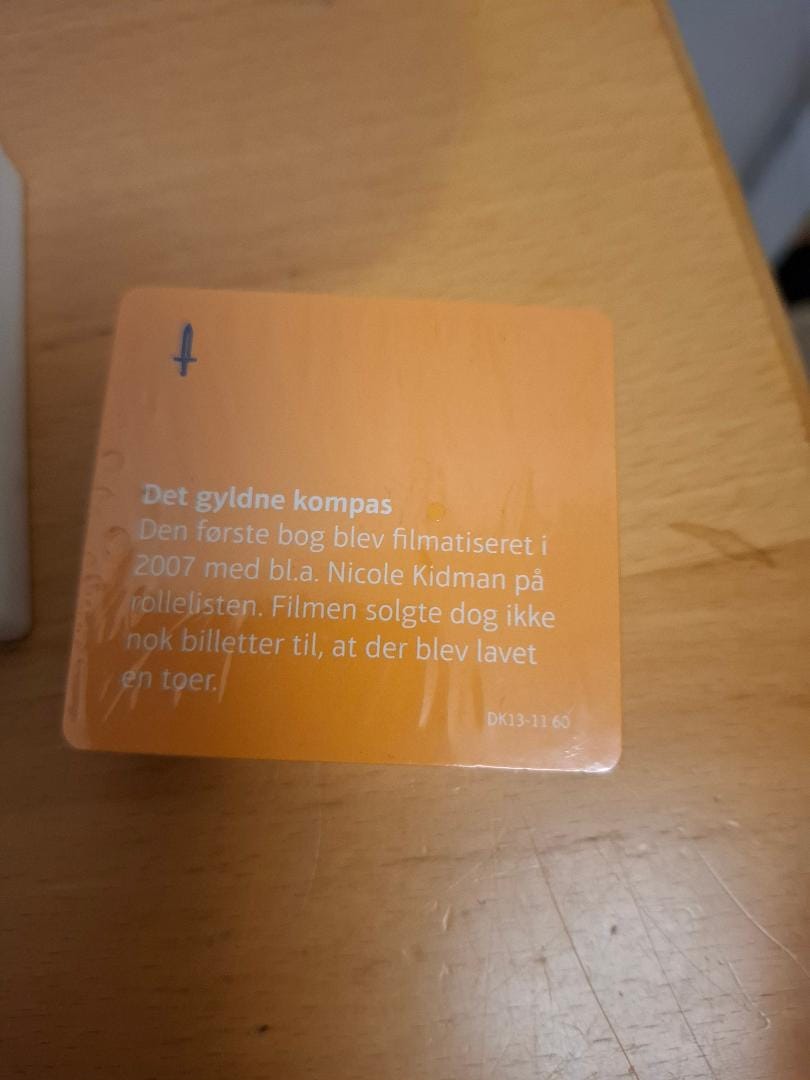 Det gyldne kompas
Den første bog blev filmatiseret i
2007 med bl.a. Nicole Kidman på
rollelisten. Filmen solgte dog ikke
nok billetter til, at der blev lavet
en toer.
DK13-11 60